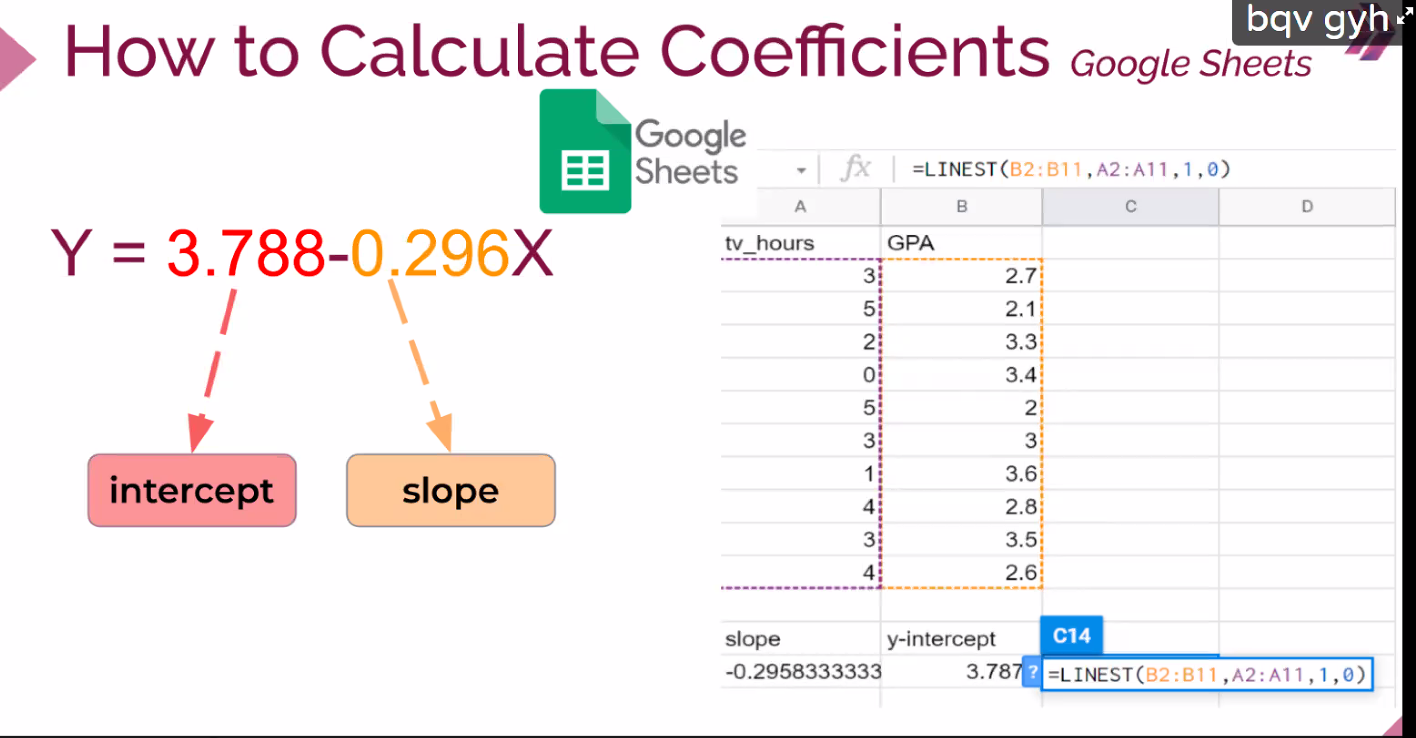 bqv gyh
How to Calculate Coefficients Google Sheets
Google
Sheets
fx =LINEST(B2:B11,A2:A11,1,0)
A B C D
Y = 3.788-0.296X
tv_hours GPA
3 2.7
5 2.1
2 3.3
0 3.4
5 2
3 3
1 3.6
4 2.8
3 3.5
4 2.6
intercept slope
slope y-intercept C14
-0.2958333333 3.787 ? =LINEST(B2:B11,A2:A11,1,0)